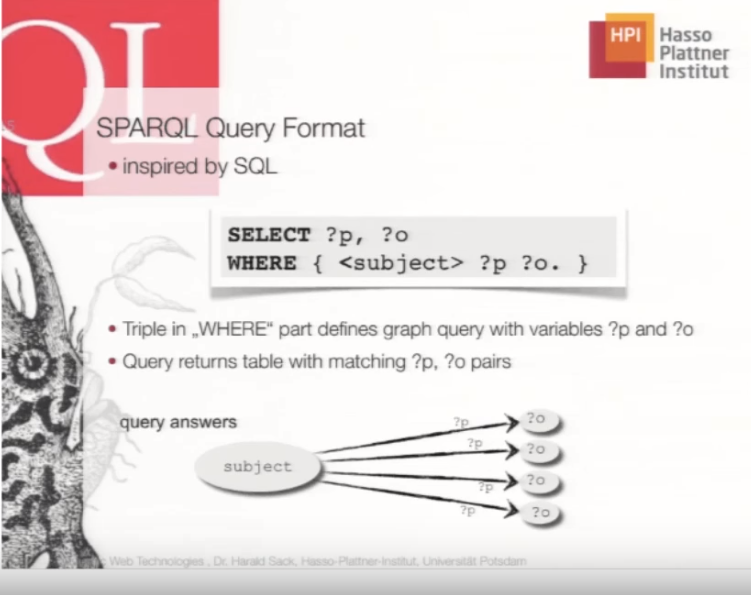 QL
HPI Hasso
Plattner
Institut
SPARQL Query Format
• inspired by SQL
SELECT ?p, ?o
WHERE { <subject> ?p ?o. }
• Triple in „WHERE“ part defines graph query with variables ?p and ?o
• Query returns table with matching ?p, ?o pairs
query answers
subject
?p ?o
?p ?o
?p ?o
?p ?o
Web Technologies , Dr. Harald Sack, Hasso-Plattner-Institut, Universität Potsdam